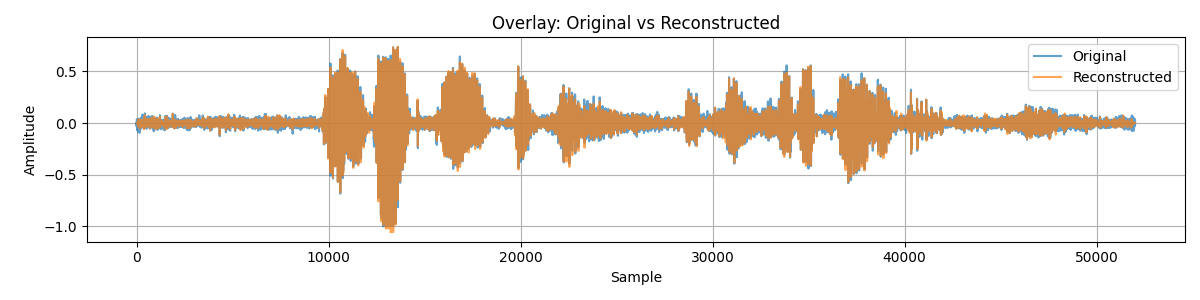 Overlay: Original vs Reconstructed
Original
Reconstructed
Amplitude
0.5
0.0
−0.5
−1.0
0
10000
20000
30000
40000
50000
Sample